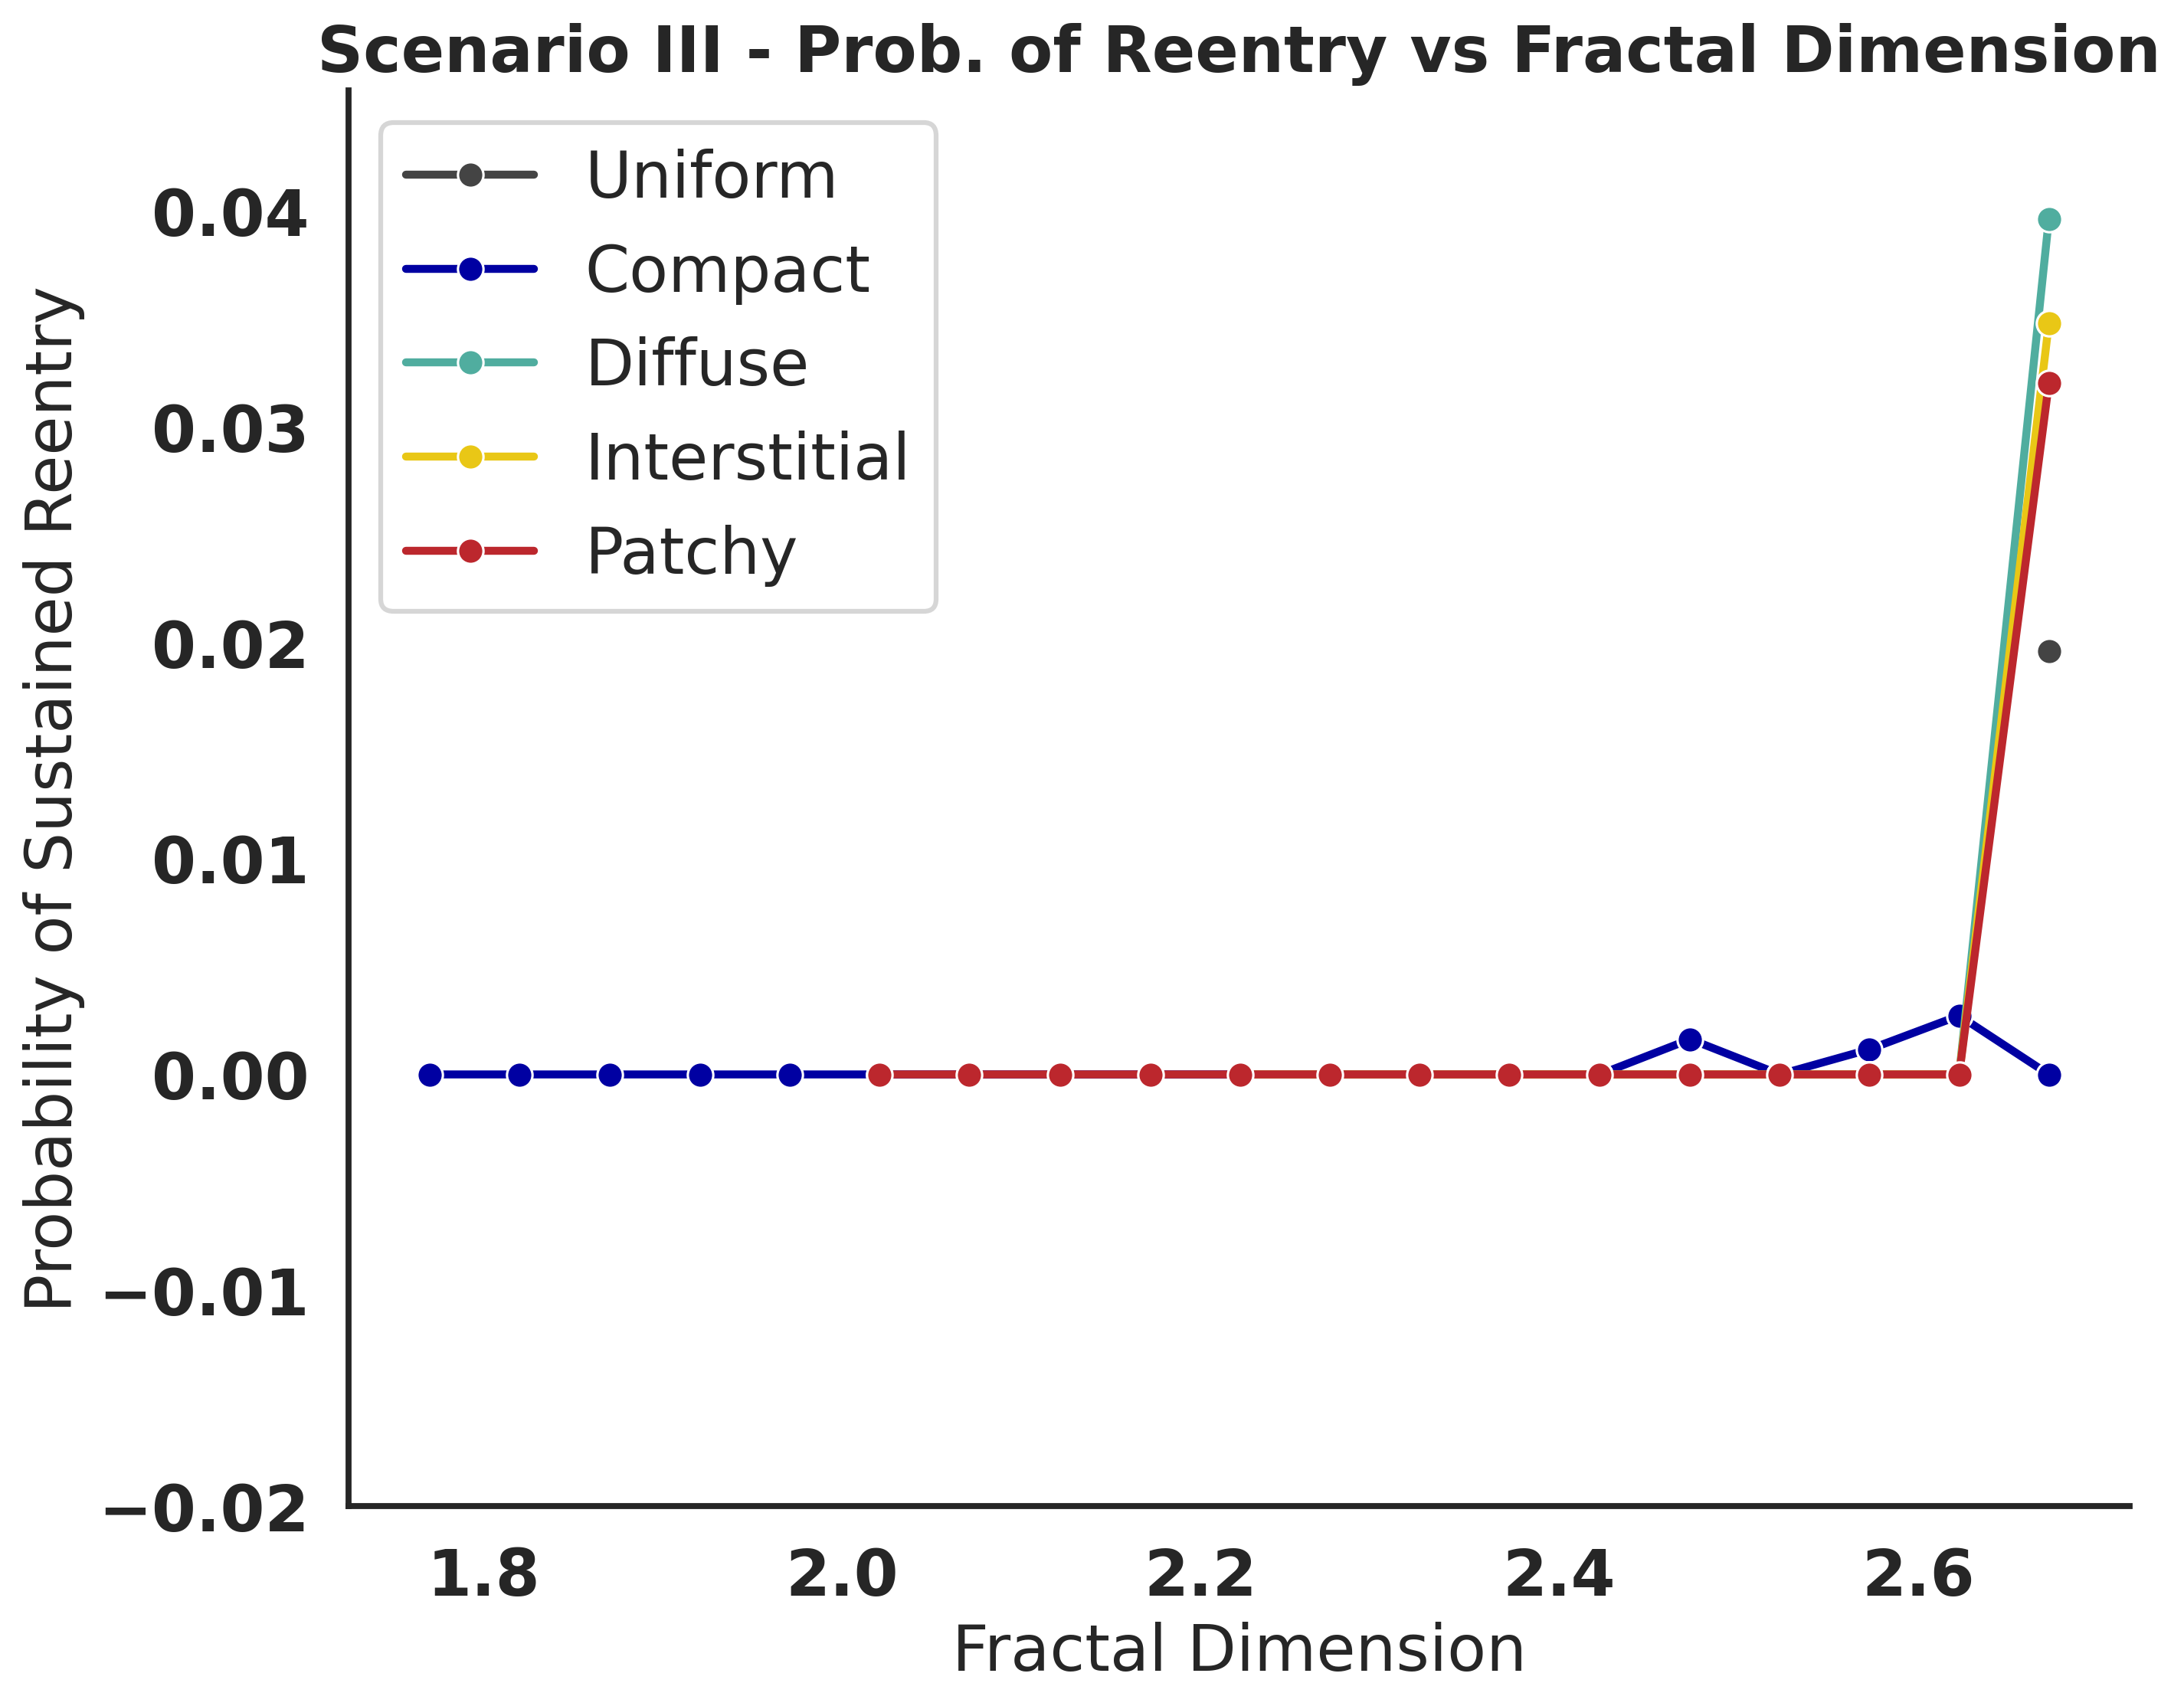 Scenario III - Prob. of Reentry vs Fractal Dimension
Uniform
Compact
Diffuse
Interstitial
Patchy
Probability of Sustained Reentry
0.04
0.03
0.02
0.01
0.00
−0.01
−0.02
1.8 2.0 2.2 2.4 2.6
Fractal Dimension